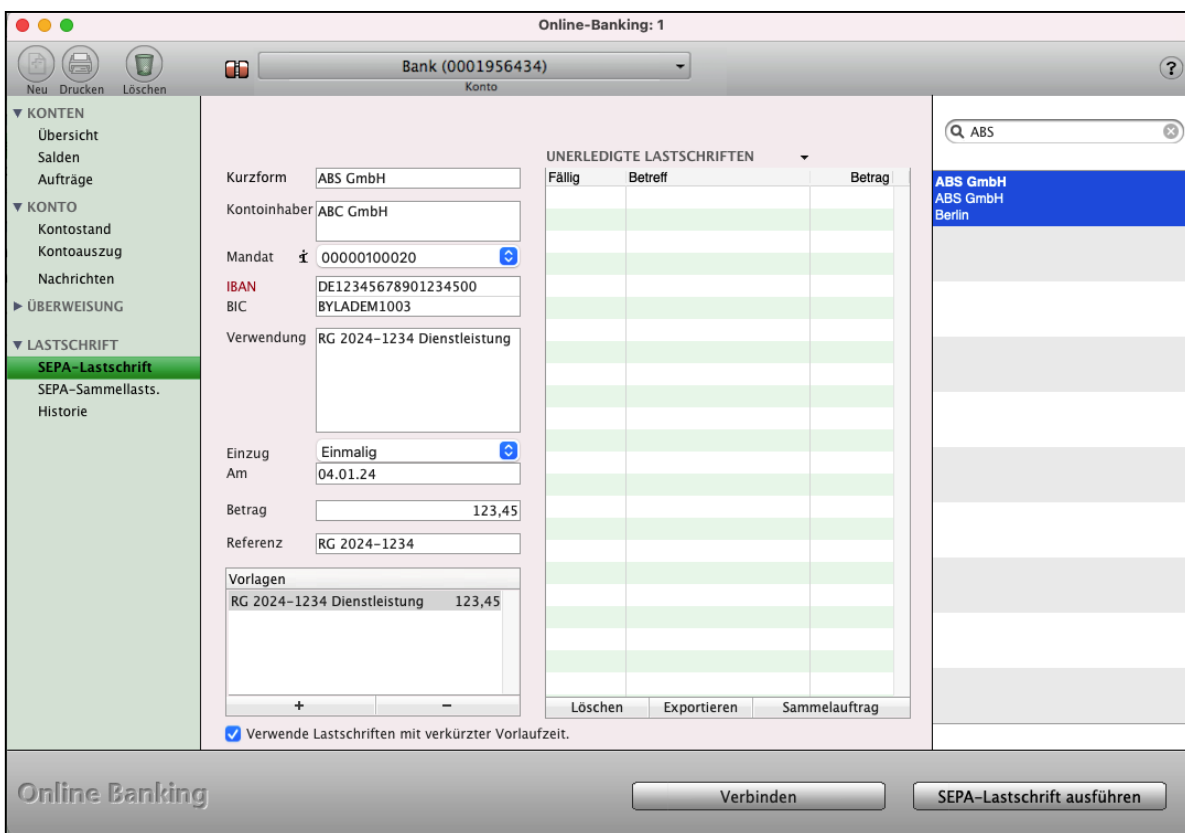 Online-Banking: 1
Neu Drucken Löschen
Bank (0001956434)
Konto
?
KONTEN
Übersicht
Salden
Aufträge
KONTO
Kontostand
Kontoauszug
Nachrichten
ÜBERWEISUNG
LASTSCHRIFT
SEPA-Lastschrift
SEPA-Sammellasts.
Historie
Kurzform ABS GmbH
Kontoinhaber ABC GmbH
Mandat i 00000100020
IBAN DE12345678901234500
BIC BYLADEM1003
Verwendung RG 2024-1234 Dienstleistung
Einzug Einmalig
Am 04.01.24
Betrag 123,45
Referenz RG 2024-1234
Vorlagen
RG 2024-1234 Dienstleistung 123,45
+ −
Verwende Lastschriften mit verkürzter Vorlaufzeit.
UNERLEDIGTE LASTSCHRIFTEN
Fällig Betreff Betrag
Löschen Exportieren Sammelauftrag
ABS
ABS GmbH
ABS GmbH
Berlin
Online Banking
Verbinden
SEPA-Lastschrift ausführen